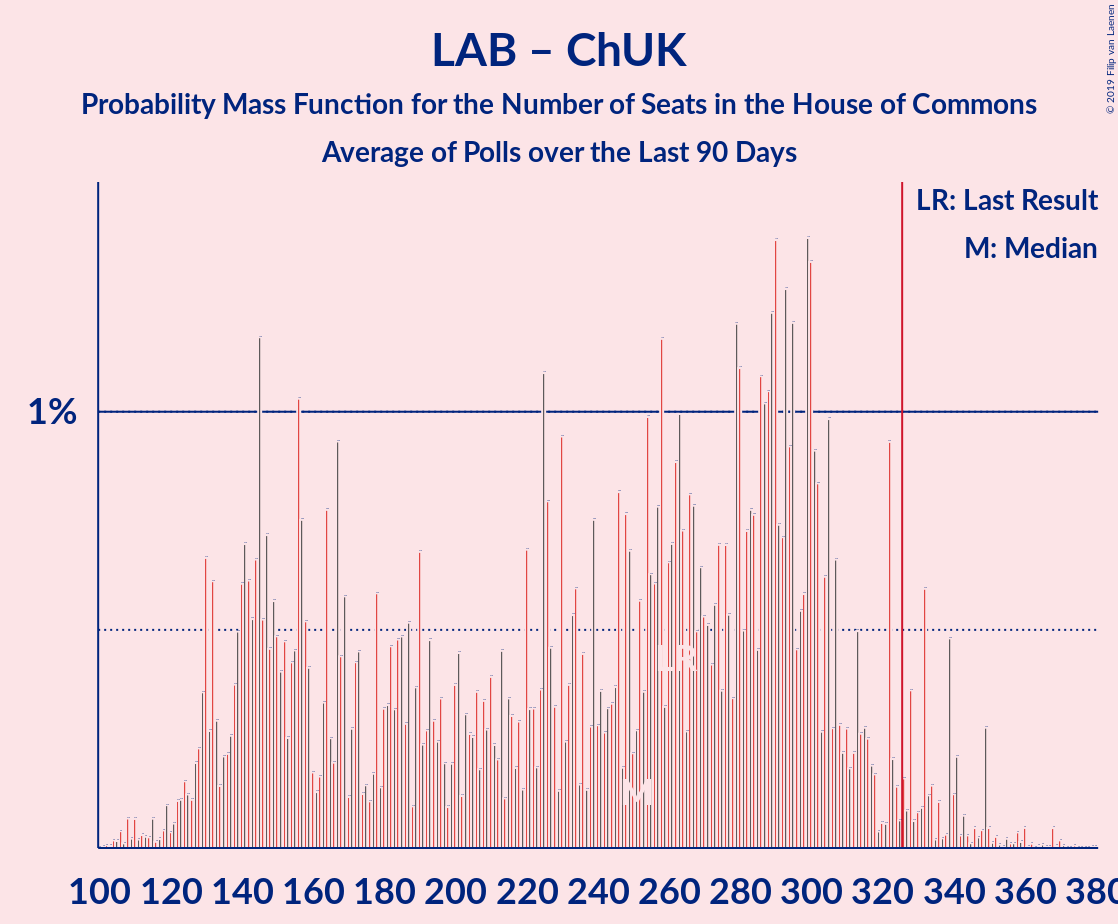 LAB – ChUK
Probability Mass Function for the Number of Seats in the House of Commons
Average of Polls over the Last 90 Days
© 2019 Filip van Laenen
LR: Last Result
M: Median
1%
LR
M
100 120 140 160 180 200 220 240 260 280 300 320 340 360 380